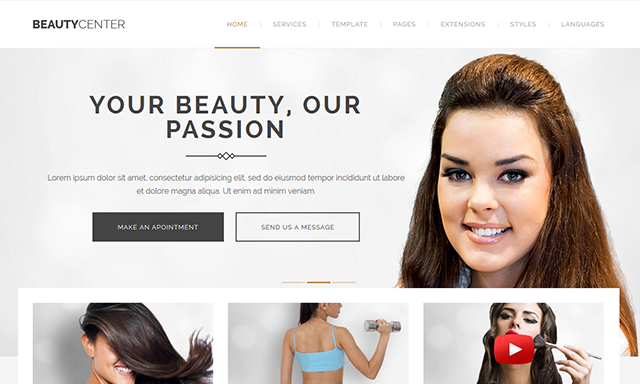 BEAUTYCENTER
HOME SERVICES TEMPLATE PAGES EXTENSIONS STYLES LANGUAGES
YOUR BEAUTY, OUR
PASSION
Lorem ipsum dolor sit amet, consectetur adipisicing elit, sed do eiusmod tempor incididunt ut labore
et dolore magna aliqua. Ut enim ad minim veniam.
MAKE AN APOINTMENT SEND US A MESSAGE